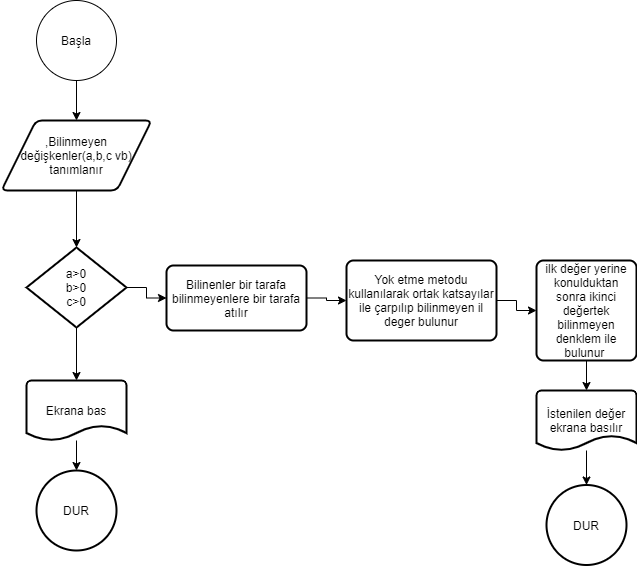 Başla
,Bilinmeyen
değişkenler(a,b,c vb)
tanımlanır
a>0
b>0
c>0
Bilinenler bir tarafa
bilinmeyenlere bir tarafa
atılır
Yok etme metodu
kullanılarak ortak katsayılar
ile çarpılıp bilinmeyen il
deger bulunur
ilk değer yerine
konulduktan
sonra ikinci
değertek
bilinmeyen
denklem ile
bulunur
Ekrana bas
İstenilen değer
ekrana basılır
DUR
DUR